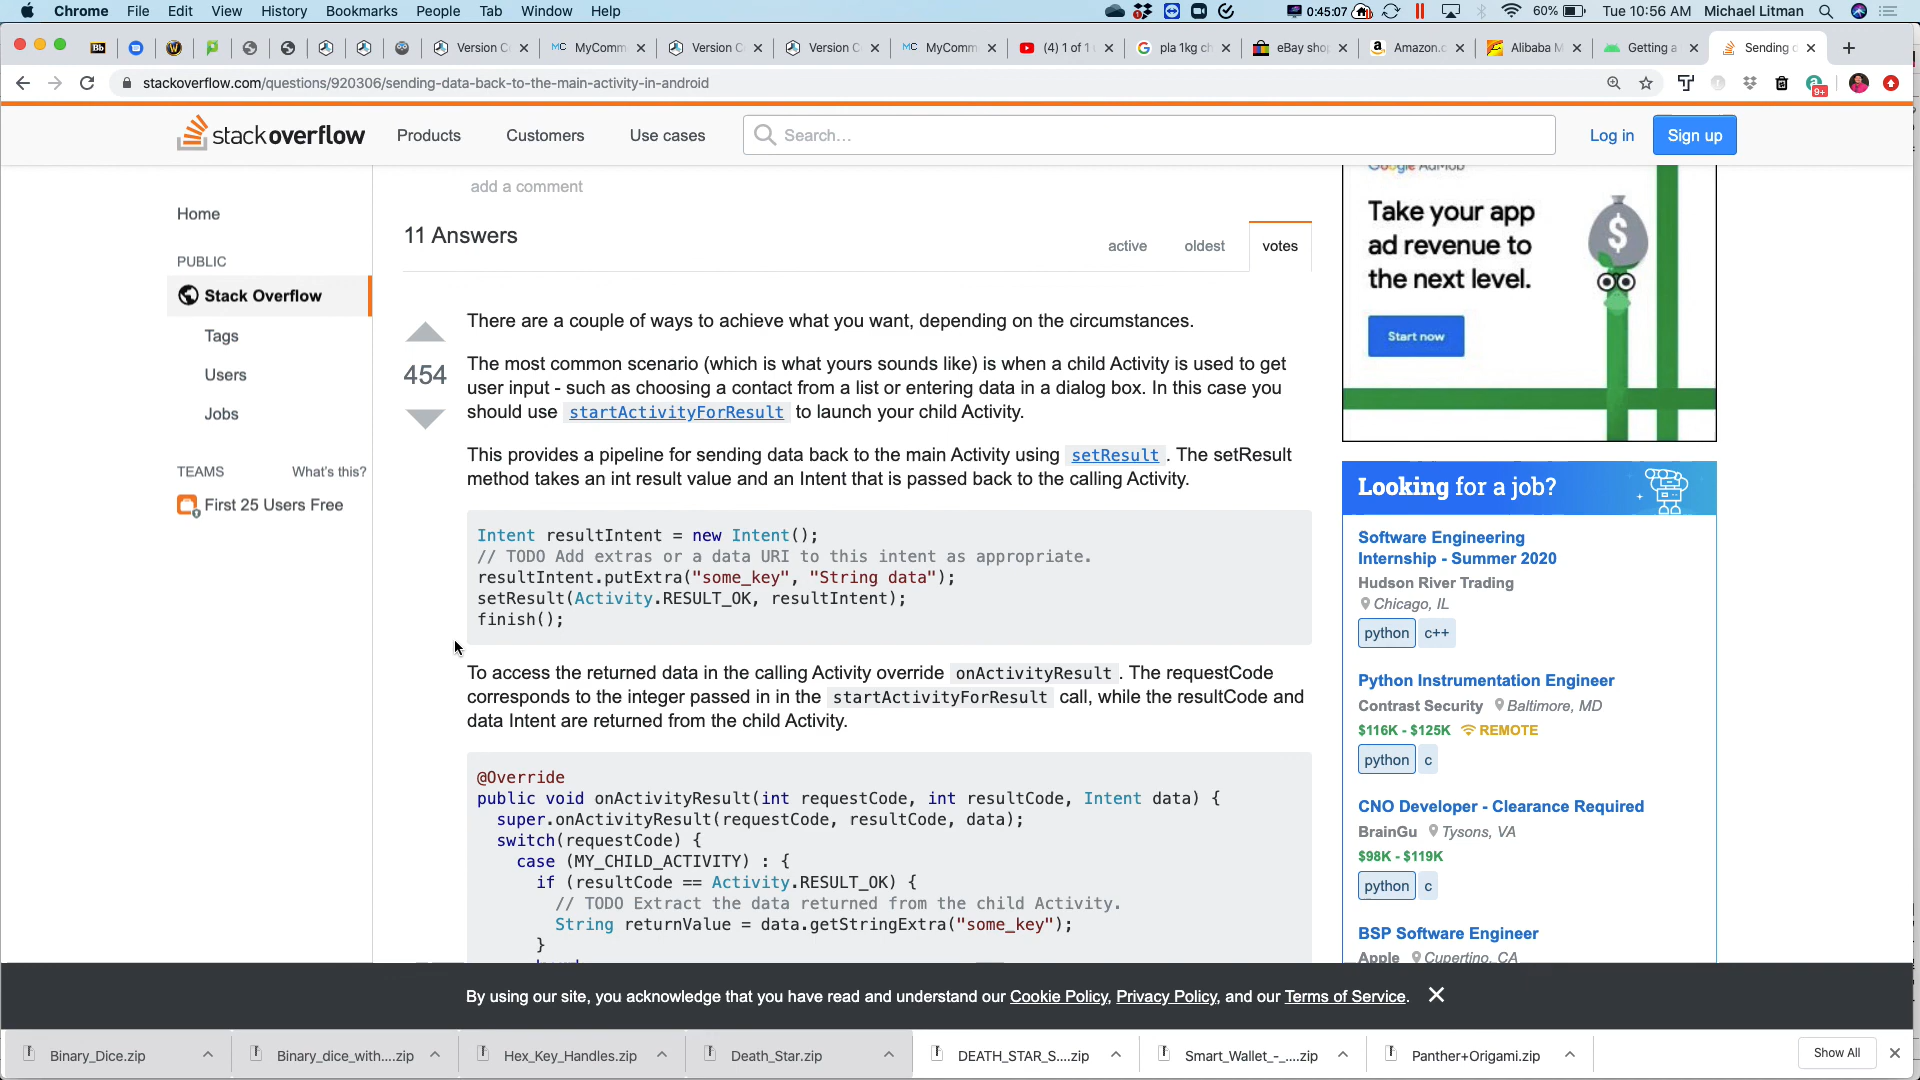 Chrome File Edit View History Bookmarks People Tab Window Help 0:45:07 60% Tue 10:56 AM Michael Litman
Bb Version C MyComm Version C Version C MyComm (4) 1 of 1 pla 1kg ch eBay sho Amazon.c Alibaba M Getting a Sending
stackoverflow.com/questions/920306/sending-data-back-to-the-main-activity-in-android 9+
stackoverflow Products Customers Use cases Search... Log in Sign up
Home
PUBLIC
Stack Overflow
Tags
Users
Jobs
TEAMS What's this?
First 25 Users Free
add a comment
11 Answers
active oldest votes
454
There are a couple of ways to achieve what you want, depending on the circumstances.
The most common scenario (which is what yours sounds like) is when a child Activity is used to get
user input - such as choosing a contact from a list or entering data in a dialog box. In this case you
should use startActivityForResult to launch your child Activity.
This provides a pipeline for sending data back to the main Activity using setResult . The setResult
method takes an int result value and an Intent that is passed back to the calling Activity.
Intent resultIntent = new Intent();
// TODO Add extras or a data URI to this intent as appropriate.
resultIntent.putExtra("some_key", "String data");
setResult(Activity.RESULT_OK, resultIntent);
finish();
To access the returned data in the calling Activity override onActivityResult . The requestCode
corresponds to the integer passed in in the startActivityForResult call, while the resultCode and
data Intent are returned from the child Activity.
@Override
public void onActivityResult(int requestCode, int resultCode, Intent data) {
super.onActivityResult(requestCode, resultCode, data);
switch(requestCode) {
case (MY_CHILD_ACTIVITY) : {
if (resultCode == Activity.RESULT_OK) {
// TODO Extract the data returned from the child Activity.
String returnValue = data.getStringExtra("some_key");
}
Google AdMob
Take your app
ad revenue to
the next level.
Start now
Looking for a job?
Software Engineering
Internship - Summer 2020
Hudson River Trading
Chicago, IL
python c++
Python Instrumentation Engineer
Contrast Security Baltimore, MD
$116K - $125K REMOTE
python c
CNO Developer - Clearance Required
BrainGu Tysons, VA
$98K - $119K
python c
BSP Software Engineer
Apple Cupertino, CA
By using our site, you acknowledge that you have read and understand our Cookie Policy, Privacy Policy, and our Terms of Service.
Binary_Dice.zip Binary_dice_with....zip Hex_Key_Handles.zip Death_Star.zip DEATH_STAR_S....zip Smart_Wallet_-_....zip Panther+Origami.zip Show All